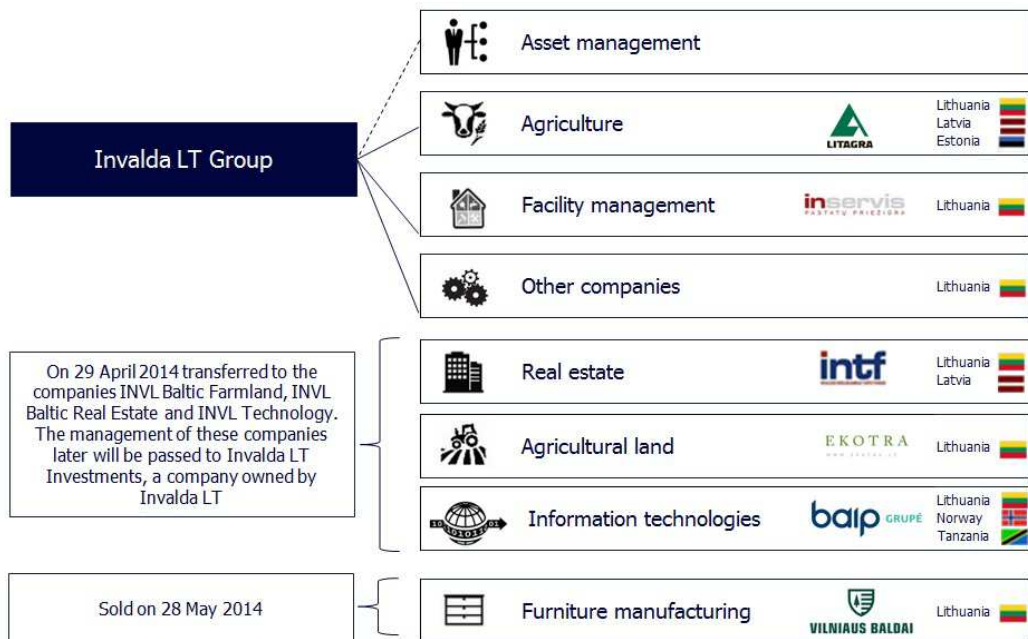 Asset management
Invalda LT Group
Agriculture
LITAGRA
Lithuania
Latvia
Estonia
Facility management
inservis
PASTATŲ PRIEŽIŪRA
Lithuania
Other companies
Lithuania
On 29 April 2014 transferred to the
companies INVL Baltic Farmland, INVL
Baltic Real Estate and INVL Technology.
The management of these companies
later will be passed to Invalda LT
Investments, a company owned by
Invalda LT
Real estate
intf
Lithuania
Latvia
Agricultural land
EKOTRA
Lithuania
Information technologies
baip GRUPĖ
Lithuania
Norway
Tanzania
Sold on 28 May 2014
Furniture manufacturing
VILNIAUS BALDAI
Lithuania